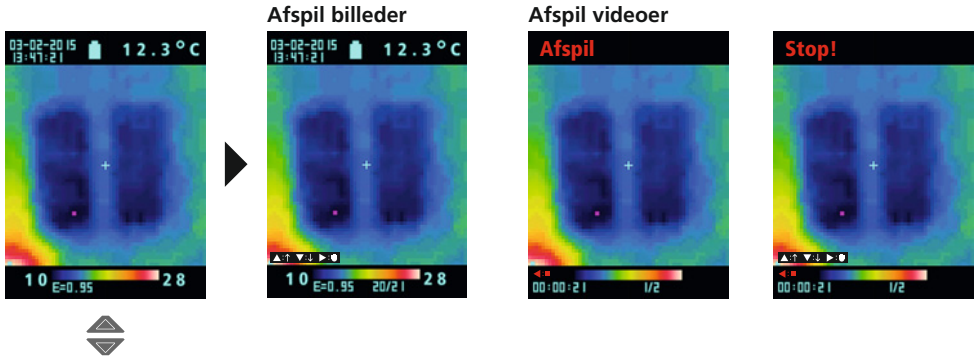 Afspil billeder
Afspil videoer
03-02-2015
13:47:21
12.3°C
10
28
E=0.95
03-02-2015
13:47:21
12.3°C
▲:↑ ▼:↓ ▶:
10
28
E=0.95
20/21
Afspil
◀:■
00:00:21
1/2
Stop!
▲:↑ ▼:↓ ▶:
◀:■
00:00:21
1/2